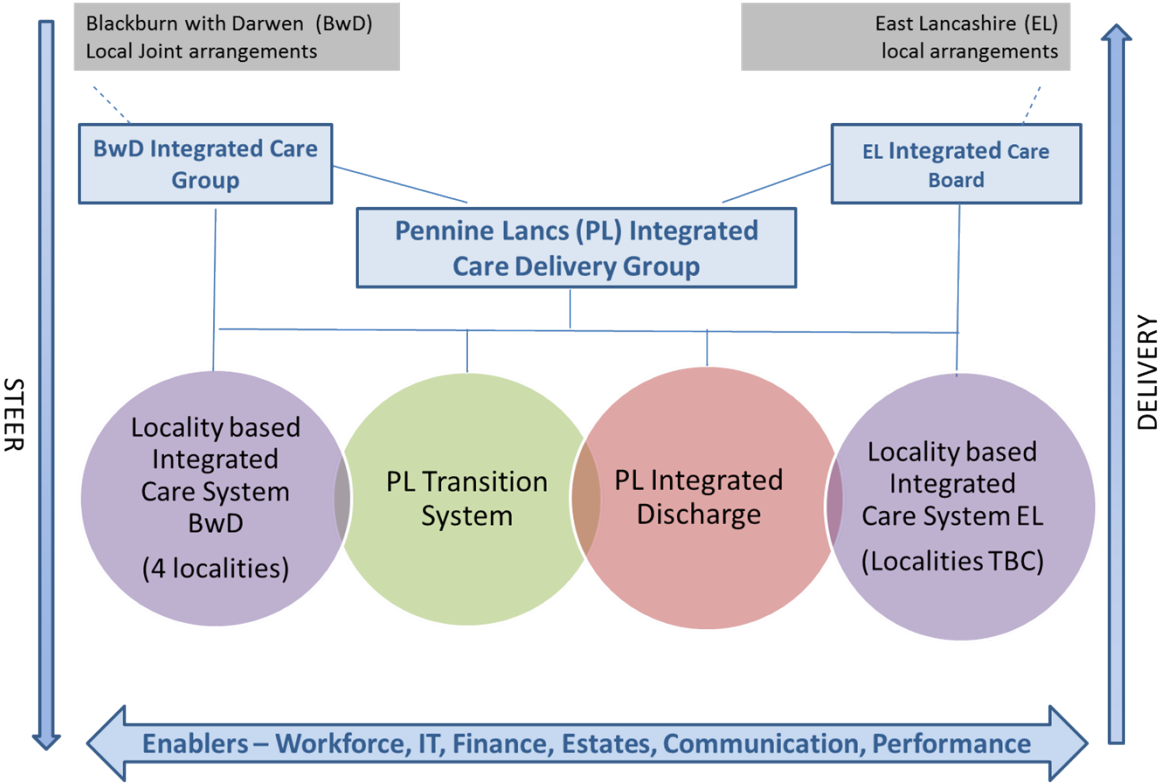 Blackburn with Darwen  (BwD)
Local Joint arrangements
East Lancashire (EL)
local arrangements
BwD Integrated Care
Group
EL Integrated Care
Board
Pennine Lancs (PL) Integrated
Care Delivery Group
STEER
DELIVERY
Locality based
Integrated
Care System
BwD
(4 localities)
PL Transition
System
PL Integrated
Discharge
Locality based
Integrated
Care System EL
(Localities TBC)
Enablers – Workforce, IT, Finance, Estates, Communication, Performance